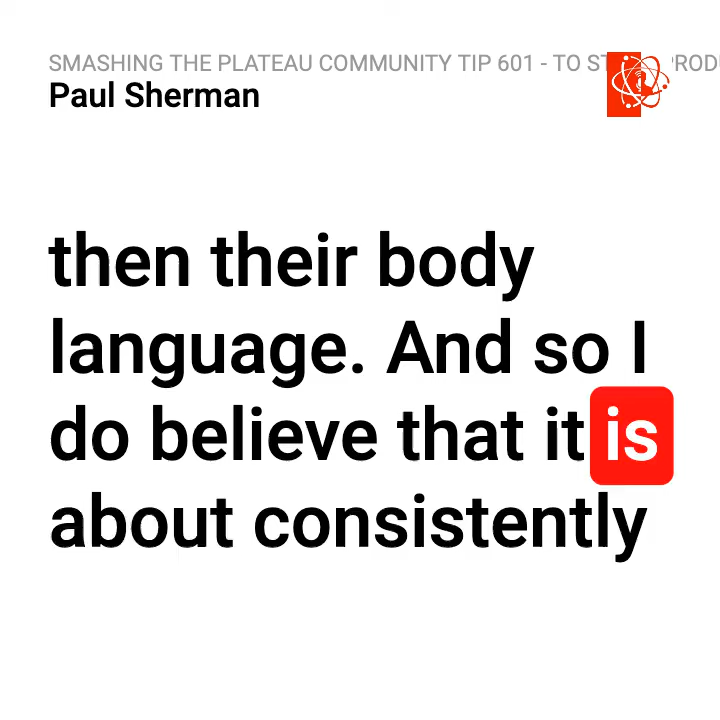 SMASHING THE PLATEAU COMMUNITY TIP 601 - TO
Paul Sherman
then their body
language. And so I
do believe that it is
about consistently